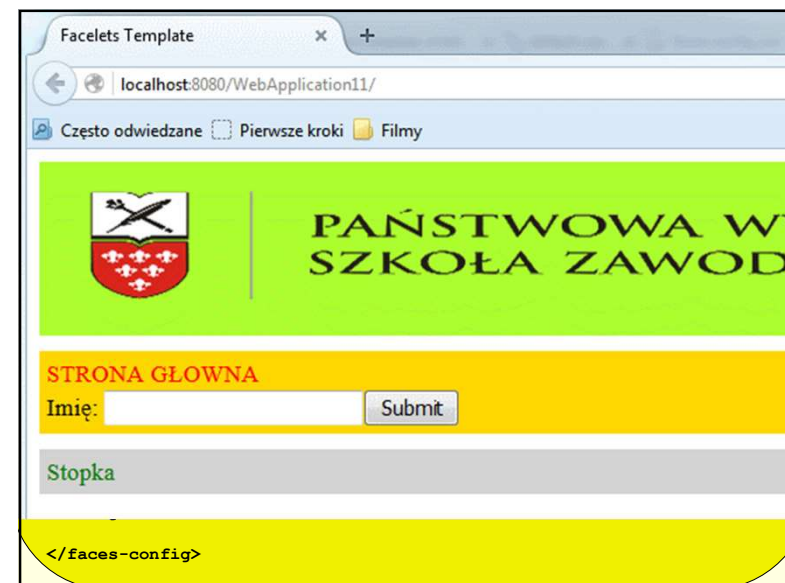 Facelets Template
localhost:8080/WebApplication11/
Często odwiedzane Pierwsze kroki Filmy
PAŃSTWOWA W
SZKOŁA ZAWOD
STRONA GŁOWNA
Imię: Submit
Stopka
</faces-config>